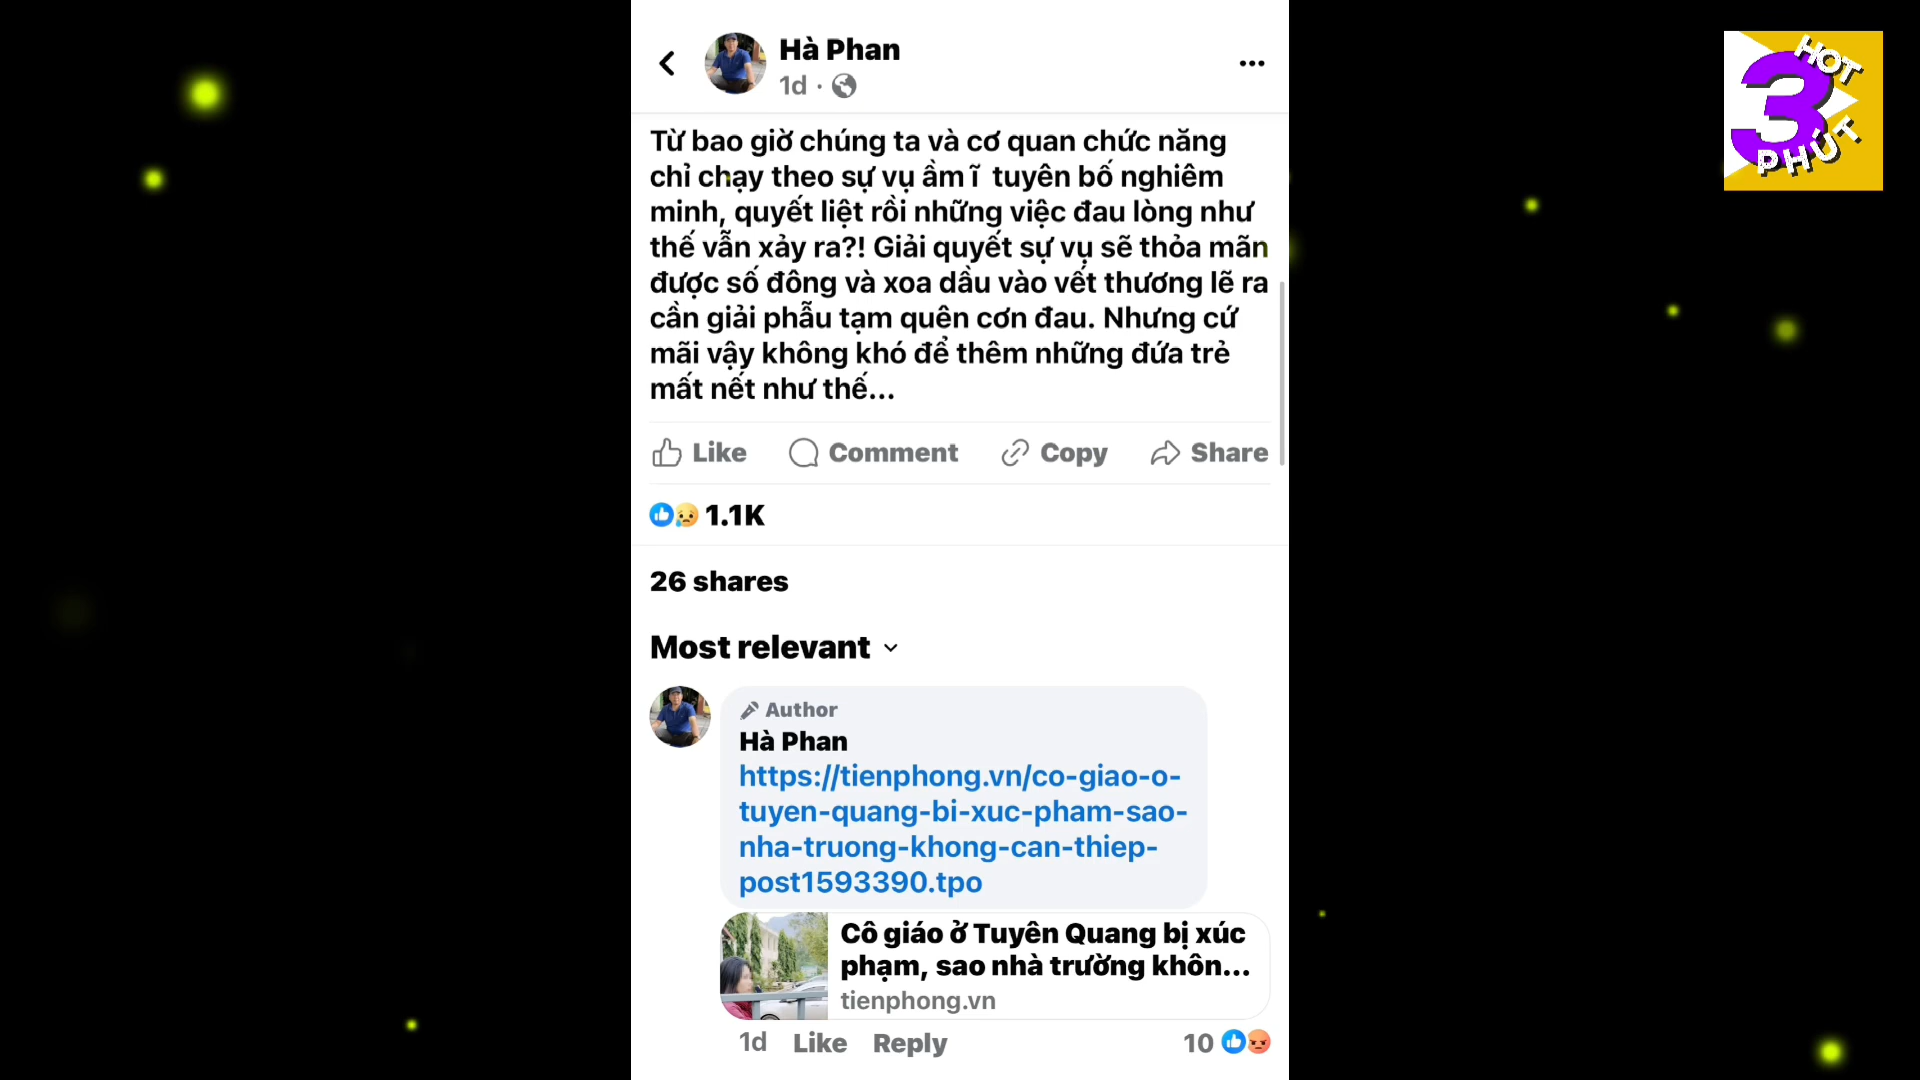 Hà Phan
1d ·
HOT
3
PHÚT
Từ bao giờ chúng ta và cơ quan chức năng
chỉ chạy theo sự vụ ầm ĩ tuyên bố nghiêm
minh, quyết liệt rồi những việc đau lòng như
thế vẫn xảy ra?! Giải quyết sự vụ sẽ thỏa mãn
được số đông và xoa dầu vào vết thương lẽ ra
cần giải phẫu tạm quên cơn đau. Nhưng cứ
mãi vậy không khó để thêm những đứa trẻ
mất nết như thế...
Like Comment Copy Share
1.1K
26 shares
Most relevant
Author
Hà Phan
https://tienphong.vn/co-giao-o-
tuyen-quang-bi-xuc-pham-sao-
nha-truong-khong-can-thiep-
post1593390.tpo
Cô giáo ở Tuyên Quang bị xúc
phạm, sao nhà trường khôn...
tienphong.vn
1d Like Reply 10